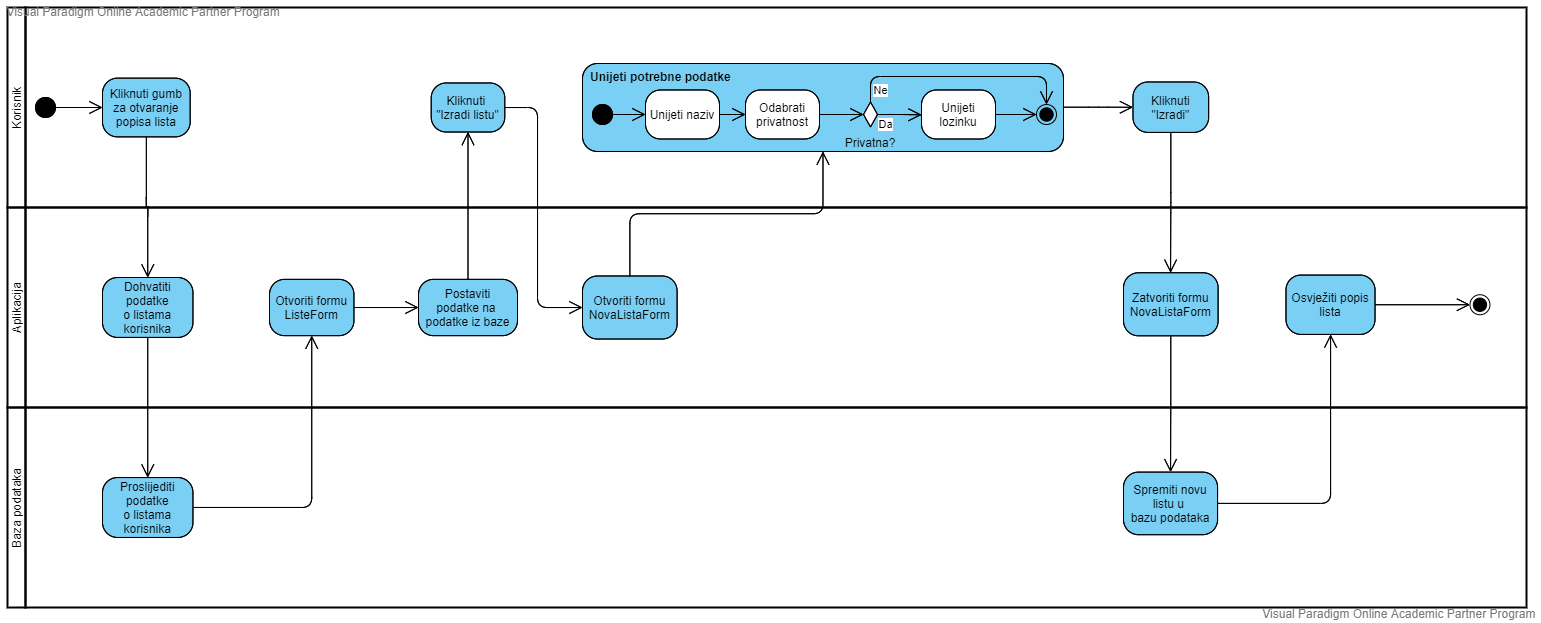 Visual Paradigm Online Academic Partner Program
Korisnik
Kliknuti gumb
za otvaranje
popisa lista
Kliknuti
"Izradi listu"
Unijeti potrebne podatke
Unijeti naziv
Odabrati
privatnost
Ne
Da
Privatna?
Unijeti
lozinku
Kliknuti
"Izradi"
Aplikacija
Dohvatiti
podatke
o listama
korisnika
Otvoriti formu
ListeForm
Postaviti
podatke na
podatke iz baze
Otvoriti formu
NovaListaForm
Zatvoriti formu
NovaListaForm
Osvježiti popis
lista
Baza podataka
Proslijediti
podatke
o listama
korisnika
Spremiti novu
listu u
bazu podataka
Visual Paradigm Online Academic Partner Program